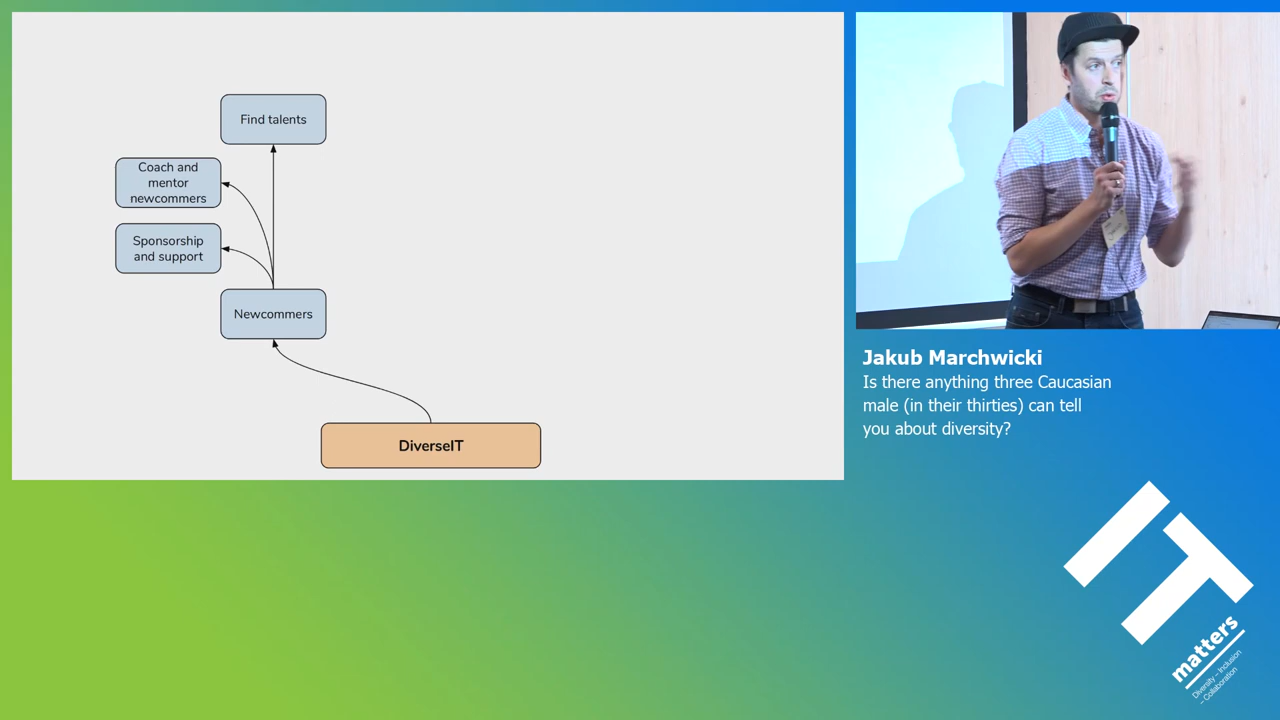 Find talents
Coach and
mentor
newcommers
Sponsorship
and support
Newcommers
DiverseIT
Jakub Marchwicki
Is there anything three Caucasian
male (in their thirties) can tell
you about diversity?
IT
matters
Diversity – Inclusion
– Collaboration